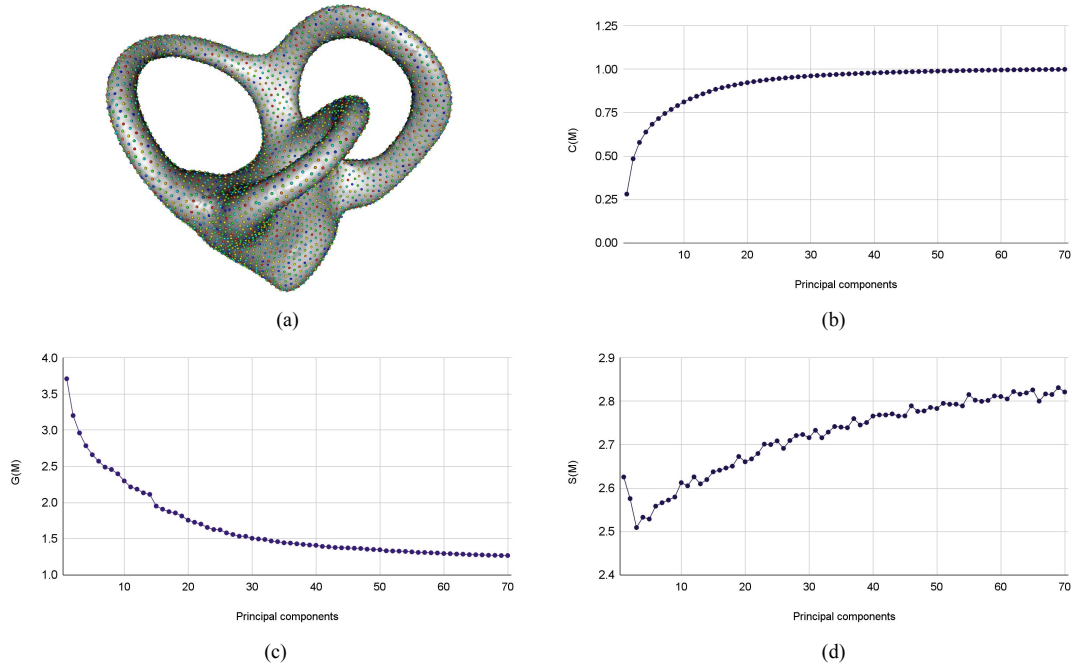 (a)
C(M)
1.25
1.00
0.75
0.50
0.25
0.00
10 20 30 40 50 60 70
Principal components
(b)
G(M)
4.0
3.5
3.0
2.5
2.0
1.5
1.0
10 20 30 40 50 60 70
Principal components
(c)
S(M)
2.9
2.8
2.7
2.6
2.5
2.4
10 20 30 40 50 60 70
Principal components
(d)